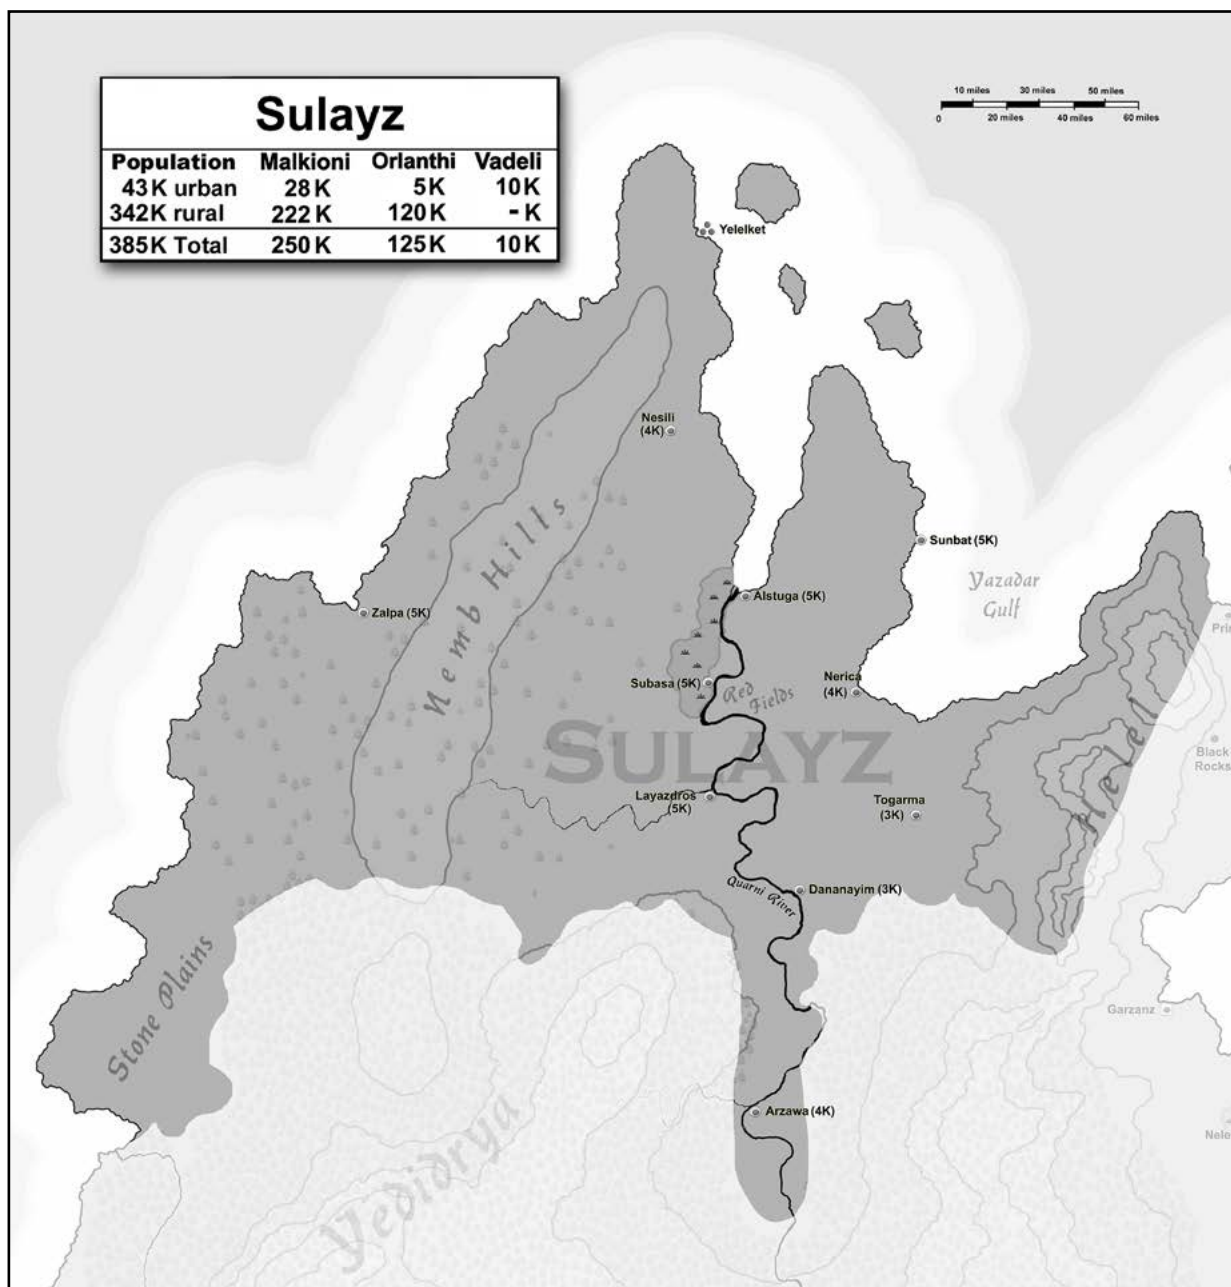 Sulayz
Population Malkioni Orlanthi Vadeli
43K urban 28K 5K 10K
342K rural 222K 120K - K
385K Total 250K 125K 10K
10 miles 30 miles 50 miles
0 20 miles 40 miles 60 miles
Yelelket
Nesili
(4K)
Nemb Hills
Sunbat (5K)
Yazadar
Gulf
Alstuga (5K)
Zalpa (5K)
Subasa (5K)
Red
Fields
Nerica
(4K)
SULAYZ
Layazdros
(5K)
Togarma
(3K)
Helel
Black
Rocks
Quarni River
Dananayim (3K)
Stone Plains
Garzanz
Arzawa (4K)
Yedidrya